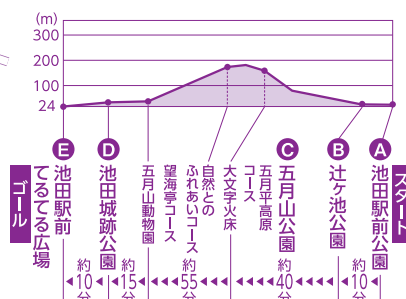 (m)
300
200
100
24
E
D
C
B
A
ゴール
池田駅前
てるてる広場
池田城跡公園
五月山動物園
望海亭コース
ふれあいコース
自然との
大文字火床
五月平高原
コース
五月山公園
辻ヶ池公園
池田駅前公園
スタート
約10分
約15分
約55分
約40分
約10分